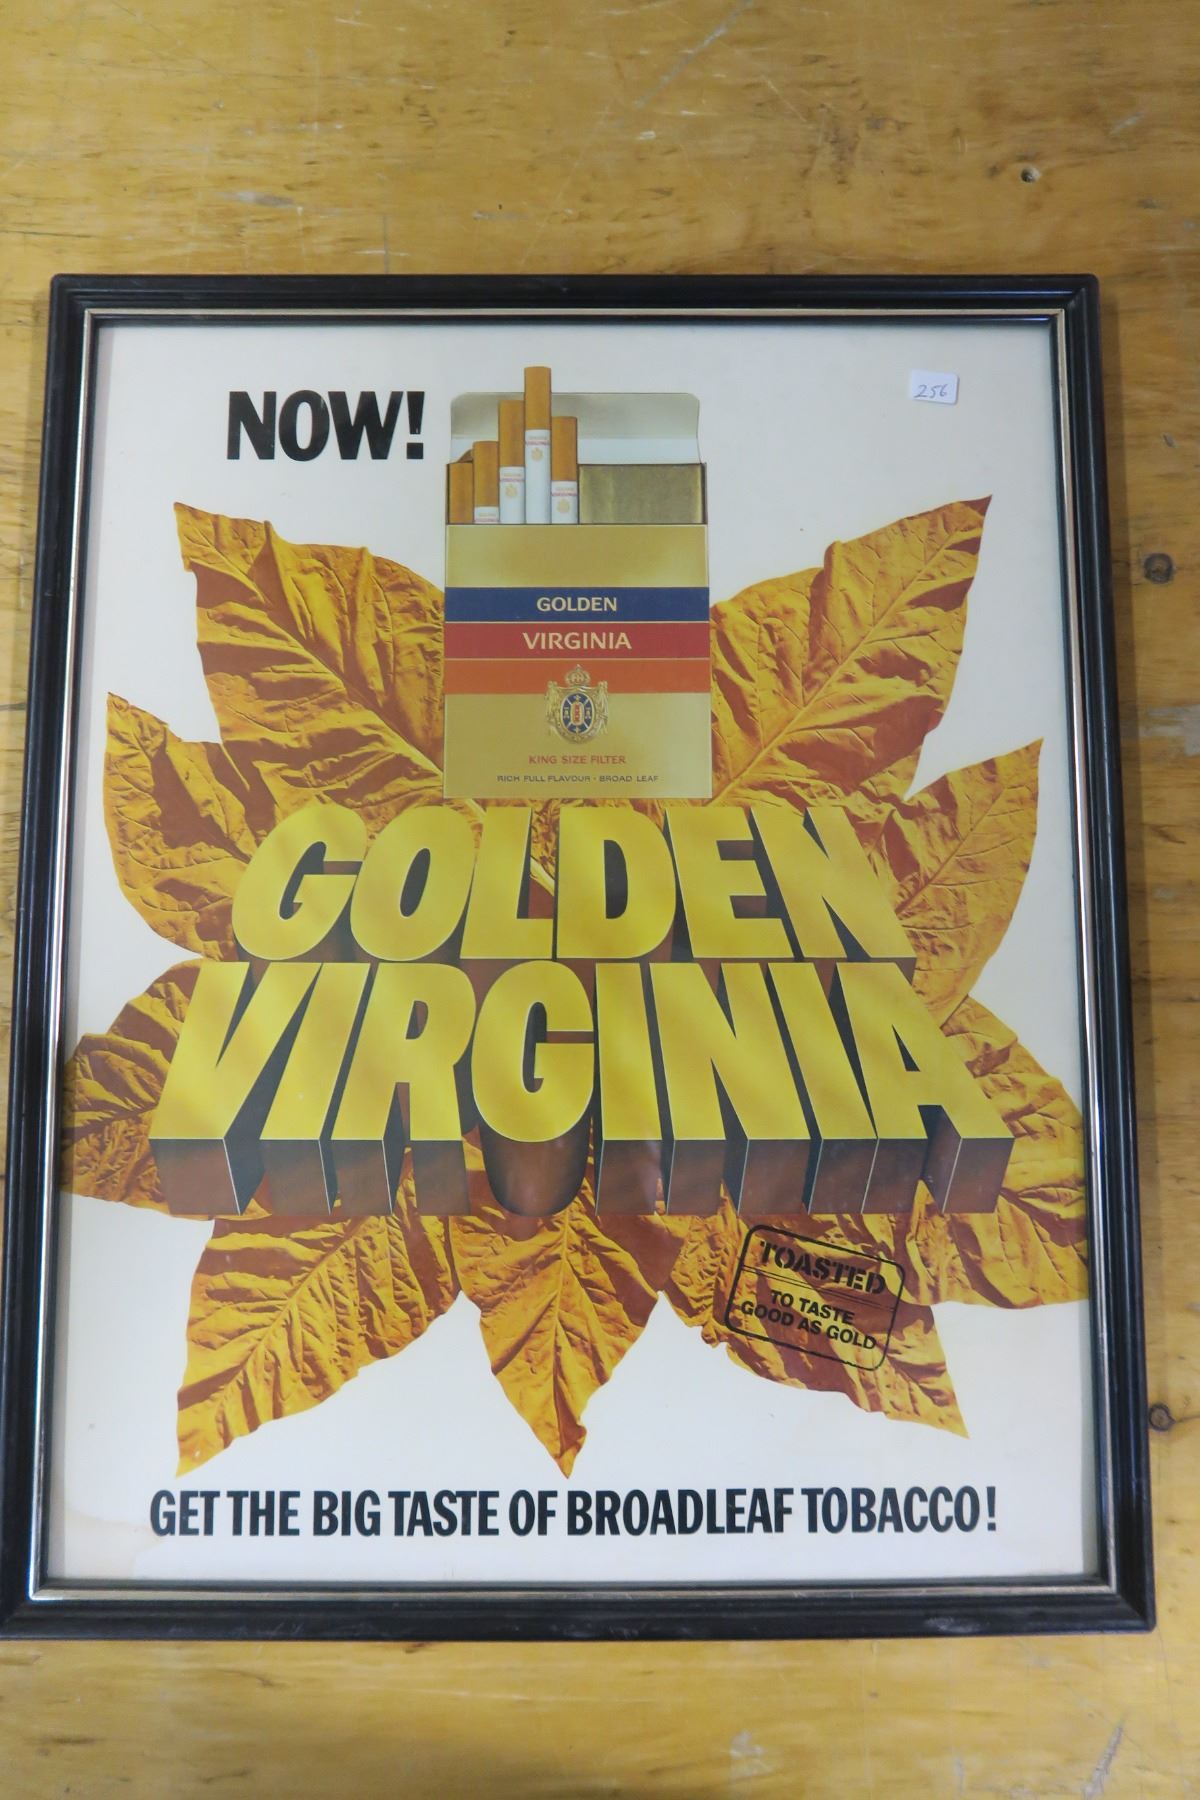 NOW!
256
GOLDEN
VIRGINIA
KING SIZE FILTER
RICH FULL FLAVOUR · BROAD LEAF
GOLDEN
VIRGINIA
TOASTED
TO TASTE
GOOD AS GOLD
GET THE BIG TASTE OF BROADLEAF TOBACCO!